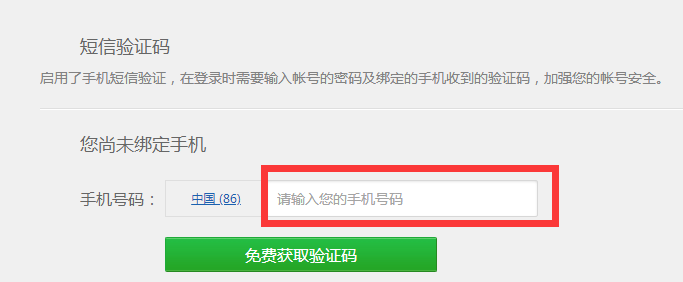 短信验证码
启用了手机短信验证，在登录时需要输入帐号的密码及绑定的手机收到的验证码，加强您的帐号安全。
您尚未绑定手机
手机号码： 中国 (86) 请输入您的手机号码
免费获取验证码